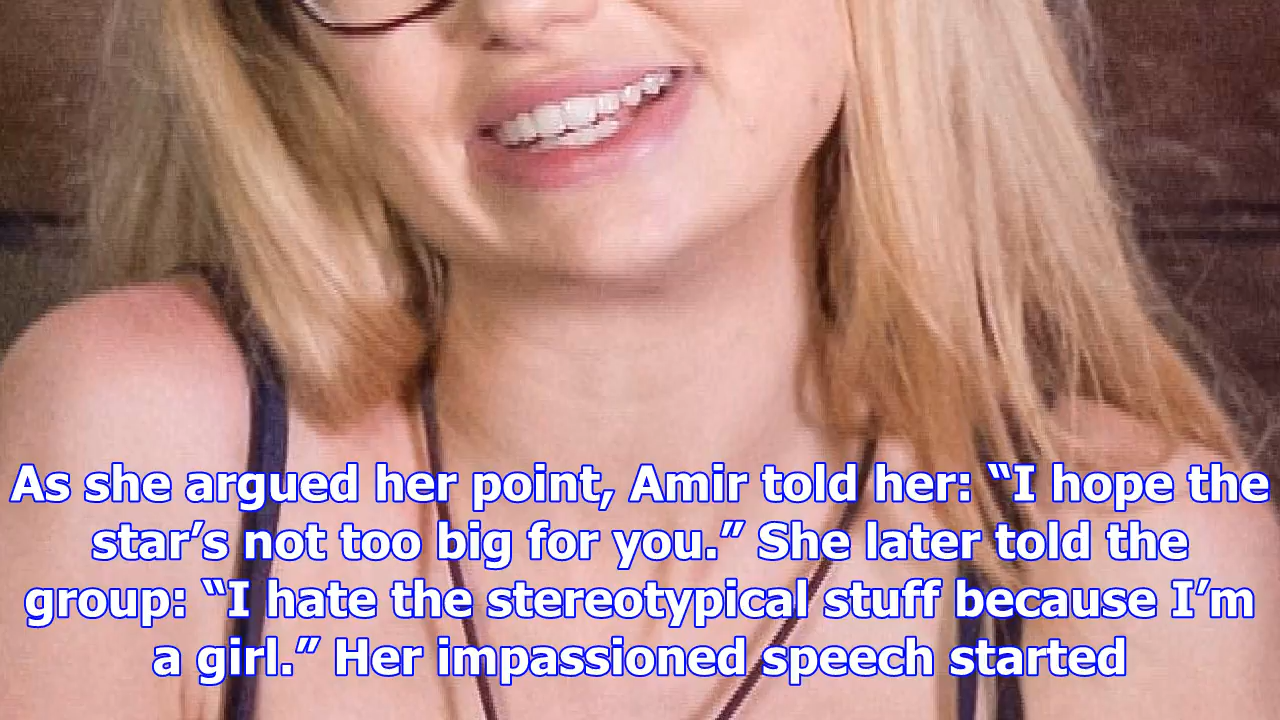 As she argued her point, Amir told her: “I hope the
star’s not too big for you.” She later told the
group: “I hate the stereotypical stuff because I’m
a girl.” Her impassioned speech started